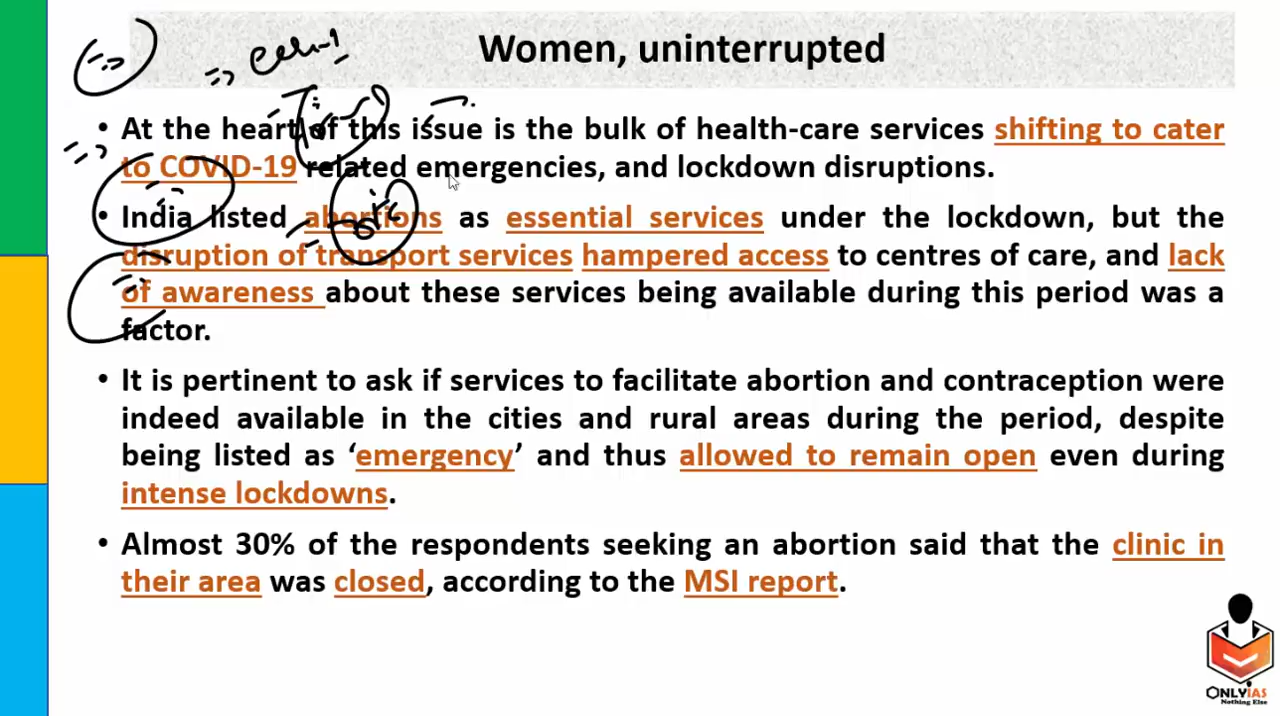 Women, uninterrupted
• At the heart of this issue is the bulk of health-care services shifting to cater
to COVID-19 related emergencies, and lockdown disruptions.
• India listed abortions as essential services under the lockdown, but the
disruption of transport services hampered access to centres of care, and lack
of awareness about these services being available during this period was a
factor.
• It is pertinent to ask if services to facilitate abortion and contraception were
indeed available in the cities and rural areas during the period, despite
being listed as ‘emergency’ and thus allowed to remain open even during
intense lockdowns.
• Almost 30% of the respondents seeking an abortion said that the clinic in
their area was closed, according to the MSI report.
ONLYIAS
Nothing Else